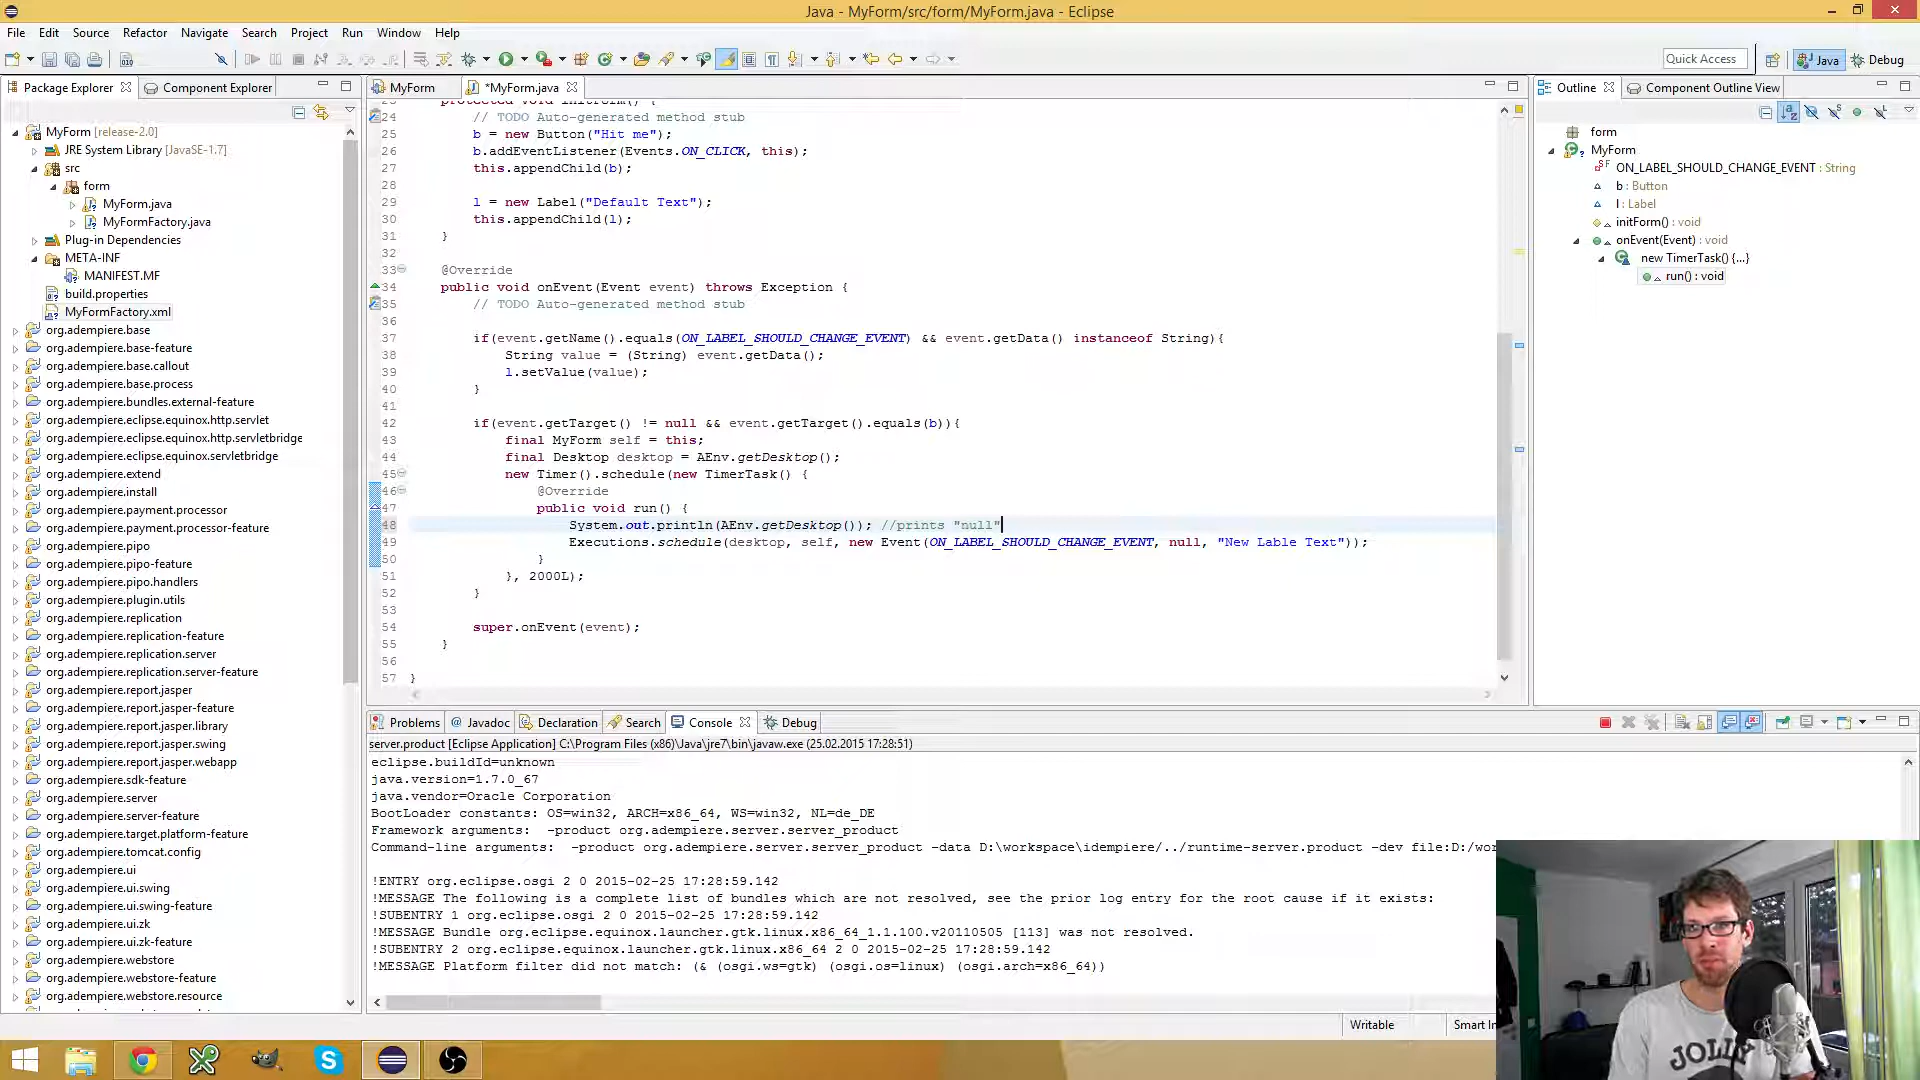 Java - MyForm/src/form/MyForm.java - Eclipse
File Edit Source Refactor Navigate Search Project Run Window Help
Quick Access
Java
Debug
Package Explorer
Component Explorer
MyForm [release-2.0]
JRE System Library [JavaSE-1.7]
src
form
MyForm.java
MyFormFactory.java
Plug-in Dependencies
META-INF
MANIFEST.MF
build.properties
MyFormFactory.xml
org.adempiere.base
org.adempiere.base-feature
org.adempiere.base.callout
org.adempiere.base.process
org.adempiere.bundles.external-feature
org.adempiere.eclipse.equinox.http.servlet
org.adempiere.eclipse.equinox.http.servletbridge
org.adempiere.eclipse.equinox.servletbridge
org.adempiere.extend
org.adempiere.install
org.adempiere.payment.processor
org.adempiere.payment.processor-feature
org.adempiere.pipo
org.adempiere.pipo-feature
org.adempiere.pipo.handlers
org.adempiere.plugin.utils
org.adempiere.replication
org.adempiere.replication-feature
org.adempiere.replication.server
org.adempiere.replication.server-feature
org.adempiere.report.jasper
org.adempiere.report.jasper-feature
org.adempiere.report.jasper.library
org.adempiere.report.jasper.swing
org.adempiere.report.jasper.webapp
org.adempiere.sdk-feature
org.adempiere.server
org.adempiere.server-feature
org.adempiere.target.platform-feature
org.adempiere.tomcat.config
org.adempiere.ui
org.adempiere.ui.swing
org.adempiere.ui.swing-feature
org.adempiere.ui.zk
org.adempiere.ui.zk-feature
org.adempiere.webstore
org.adempiere.webstore-feature
org.adempiere.webstore.resource
MyForm
*MyForm.java
23 protected void initForm() {
24 // TODO Auto-generated method stub
25 b = new Button("Hit me");
26 b.addEventListener(Events.ON_CLICK, this);
27 this.appendChild(b);
28
29 l = new Label("Default Text");
30 this.appendChild(l);
31 }
32
33 @Override
34 public void onEvent(Event event) throws Exception {
35 // TODO Auto-generated method stub
36
37 if(event.getName().equals(ON_LABEL_SHOULD_CHANGE_EVENT) && event.getData() instanceof String){
38 String value = (String) event.getData();
39 l.setValue(value);
40 }
41
42 if(event.getTarget() != null && event.getTarget().equals(b)){
43 final MyForm self = this;
44 final Desktop desktop = AEnv.getDesktop();
45 new Timer().schedule(new TimerTask() {
46 @Override
47 public void run() {
48 System.out.println(AEnv.getDesktop()); //prints "null"
49 Executions.schedule(desktop, self, new Event(ON_LABEL_SHOULD_CHANGE_EVENT, null, "New Lable Text"));
50 }
51 }, 2000L);
52 }
53
54 super.onEvent(event);
55 }
56
57 }
Outline
Component Outline View
form
MyForm
ON_LABEL_SHOULD_CHANGE_EVENT : String
b : Button
l : Label
initForm() : void
onEvent(Event) : void
new TimerTask() {...}
run() : void
Problems @ Javadoc Declaration Search Console Debug
server.product [Eclipse Application] C:\Program Files (x86)\Java\jre7\bin\javaw.exe (25.02.2015 17:28:51)
eclipse.buildId=unknown
java.version=1.7.0_67
java.vendor=Oracle Corporation
BootLoader constants: OS=win32, ARCH=x86_64, WS=win32, NL=de_DE
Framework arguments:  -product org.adempiere.server.server_product
Command-line arguments:  -product org.adempiere.server.server_product -data D:\workspace\idempiere/../runtime-server.product -dev file:D:/wor
!ENTRY org.eclipse.osgi 2 0 2015-02-25 17:28:59.142
!MESSAGE The following is a complete list of bundles which are not resolved, see the prior log entry for the root cause if it exists:
!SUBENTRY 1 org.eclipse.osgi 2 0 2015-02-25 17:28:59.142
!MESSAGE Bundle org.eclipse.equinox.launcher.gtk.linux.x86_64_1.1.100.v20110505 [113] was not resolved.
!SUBENTRY 2 org.eclipse.equinox.launcher.gtk.linux.x86_64 2 0 2015-02-25 17:28:59.142
!MESSAGE Platform filter did not match: (& (osgi.ws=gtk) (osgi.os=linux) (osgi.arch=x86_64))
Writable
Smart In
JOLLY